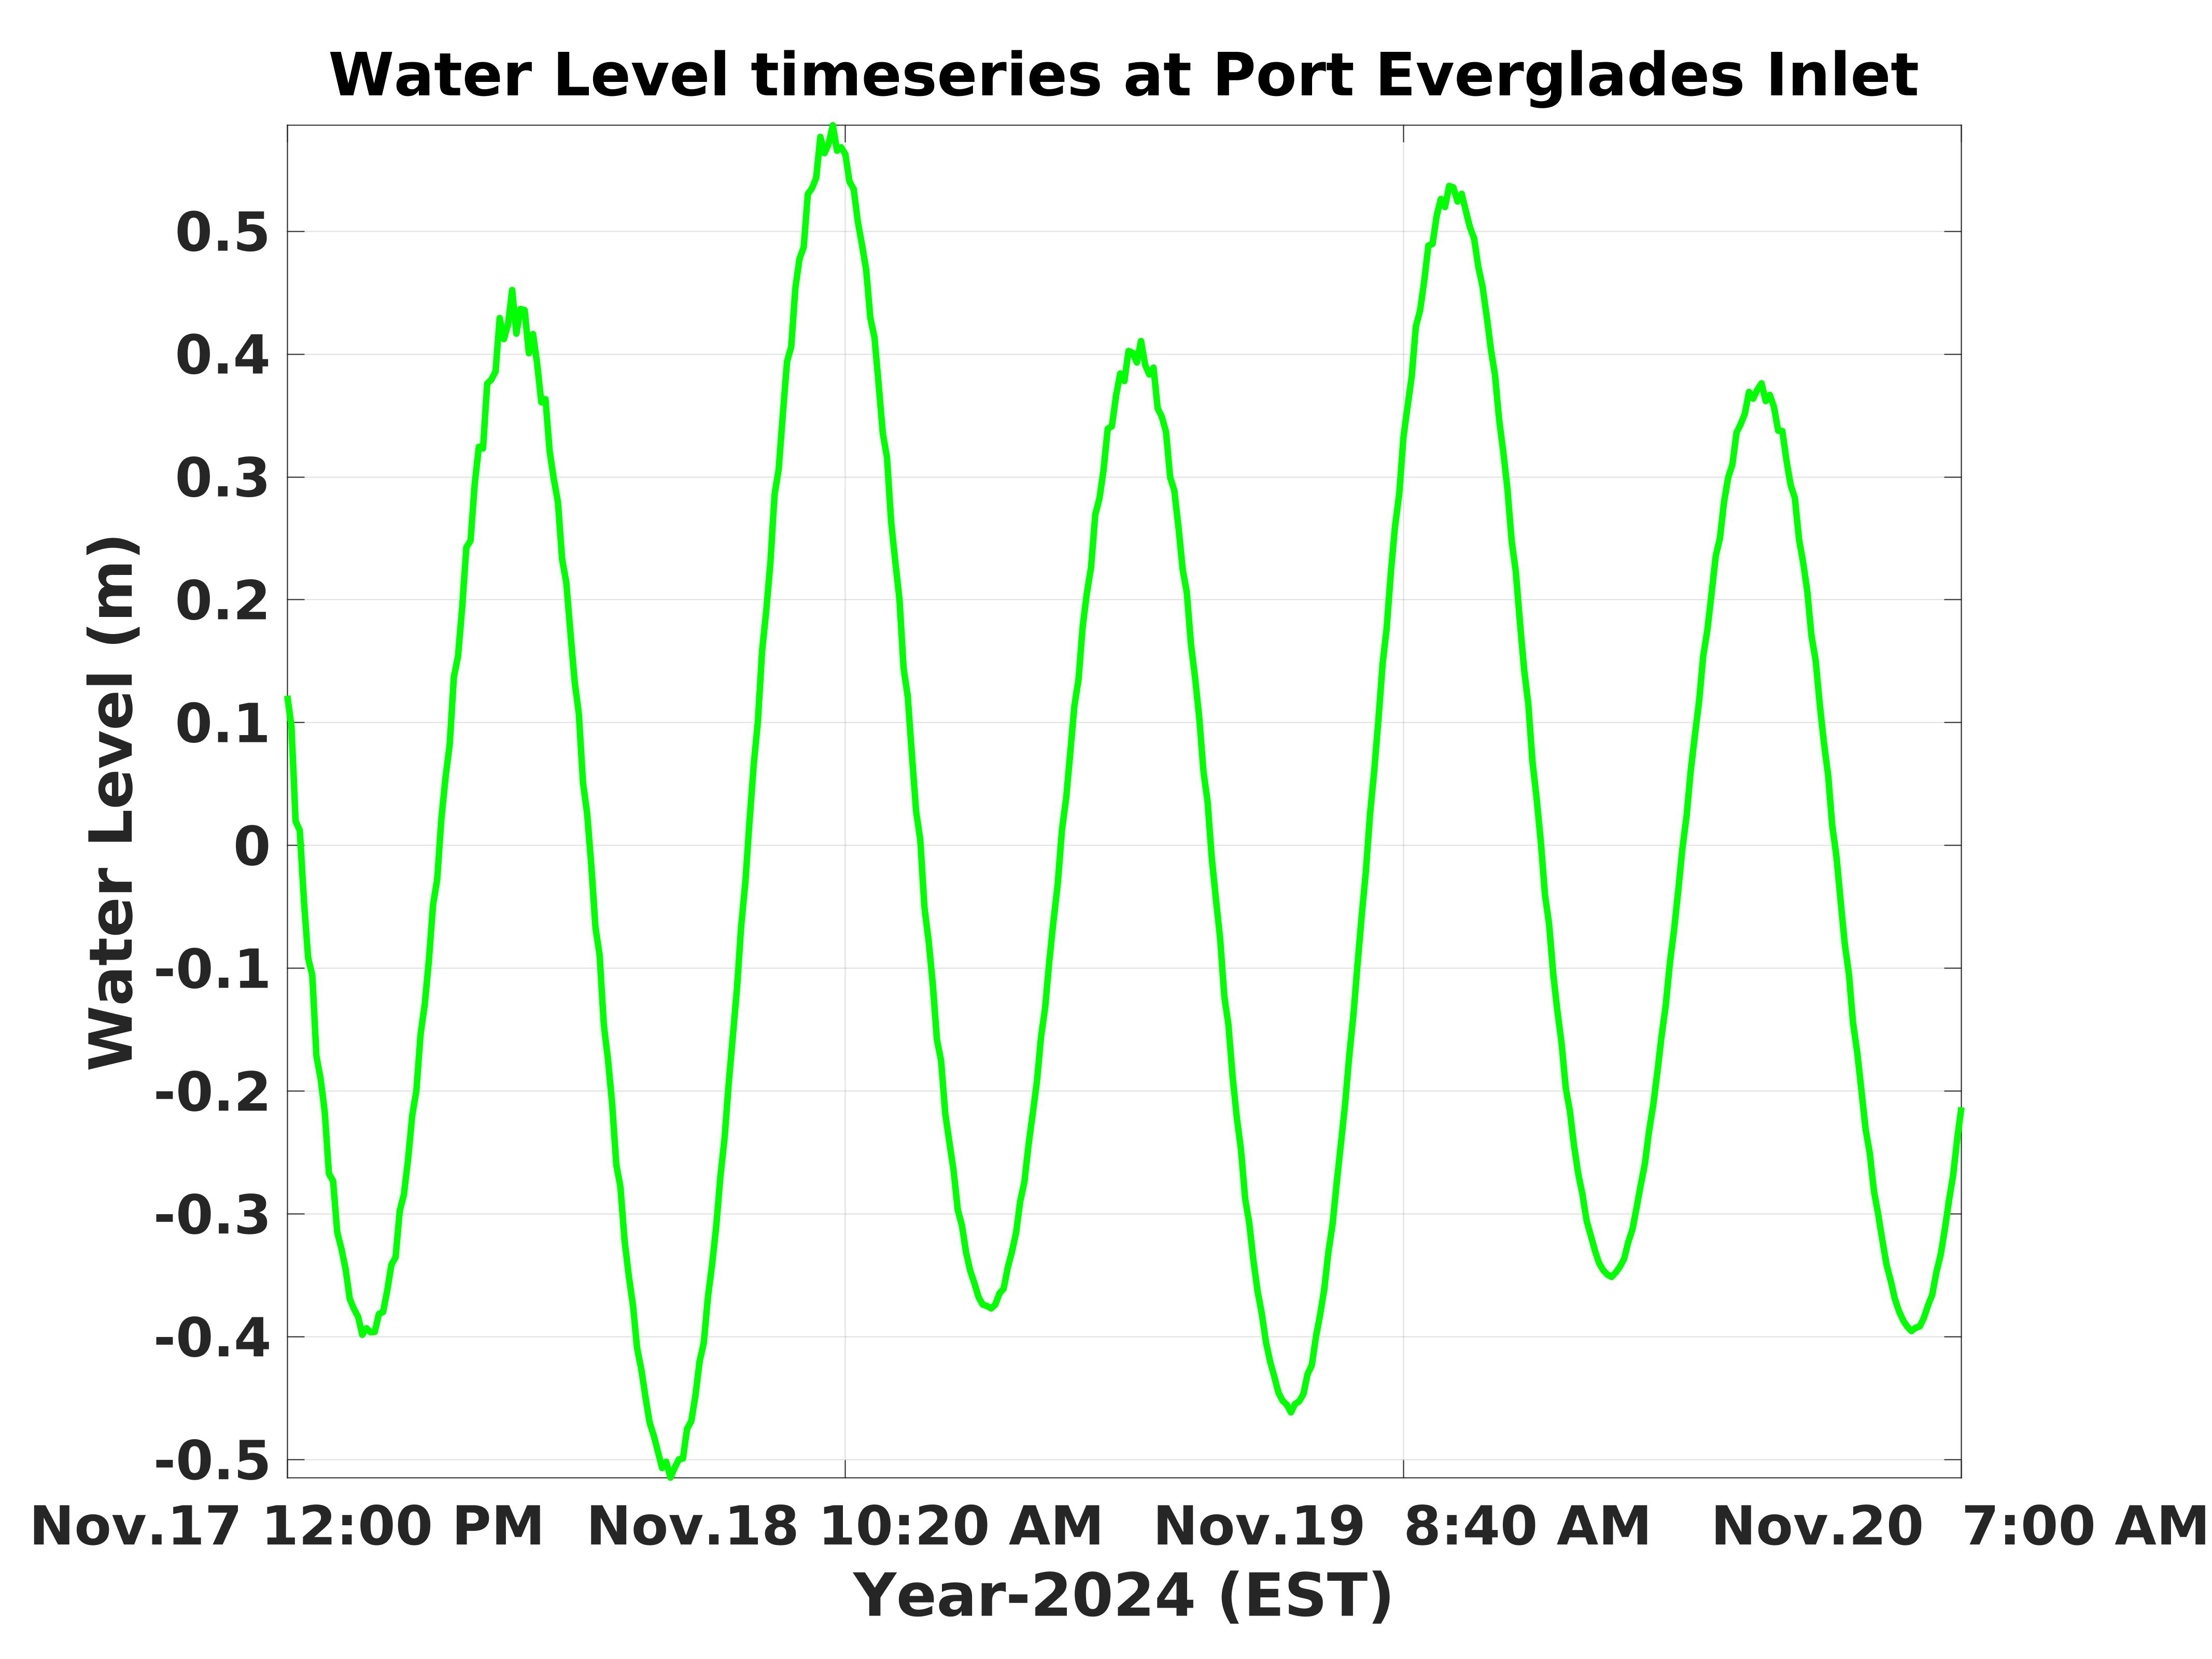 Water Level timeseries at Port Everglades Inlet
Water Level (m)
0.5
0.4
0.3
0.2
0.1
0
-0.1
-0.2
-0.3
-0.4
-0.5
Nov.17 12:00 PM Nov.18 10:20 AM Nov.19 8:40 AM Nov.20 7:00 AM
Year-2024 (EST)